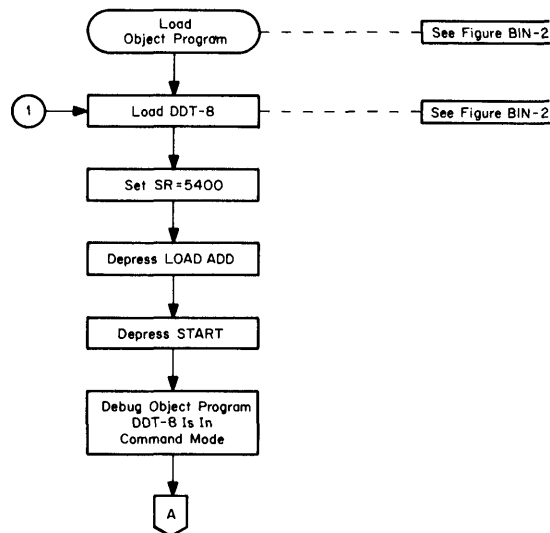 Load
Object Program
See Figure BIN-2
1
Load DDT-8
See Figure BIN-2
Set SR=5400
Depress LOAD ADD
Depress START
Debug Object Program
DDT-8 Is In
Command Mode
A